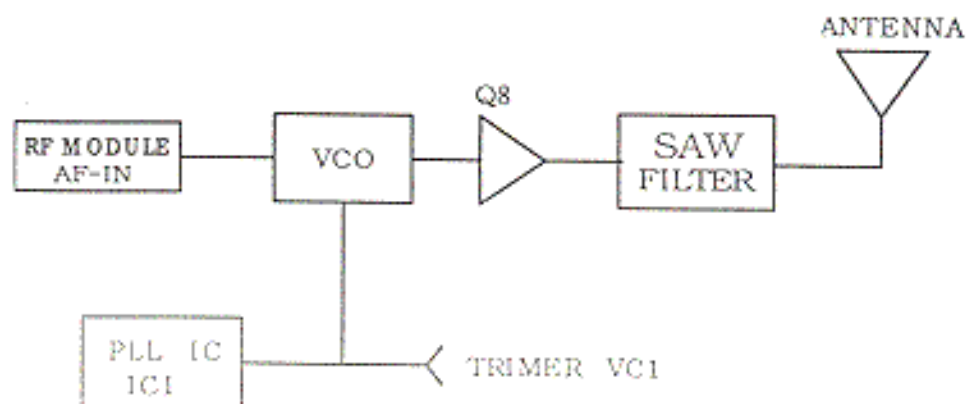 ANTENNA
Q8
RF MODULE
AF-IN
VCO
SAW
FILTER
PLL IC
IC1
TRIMER VC1